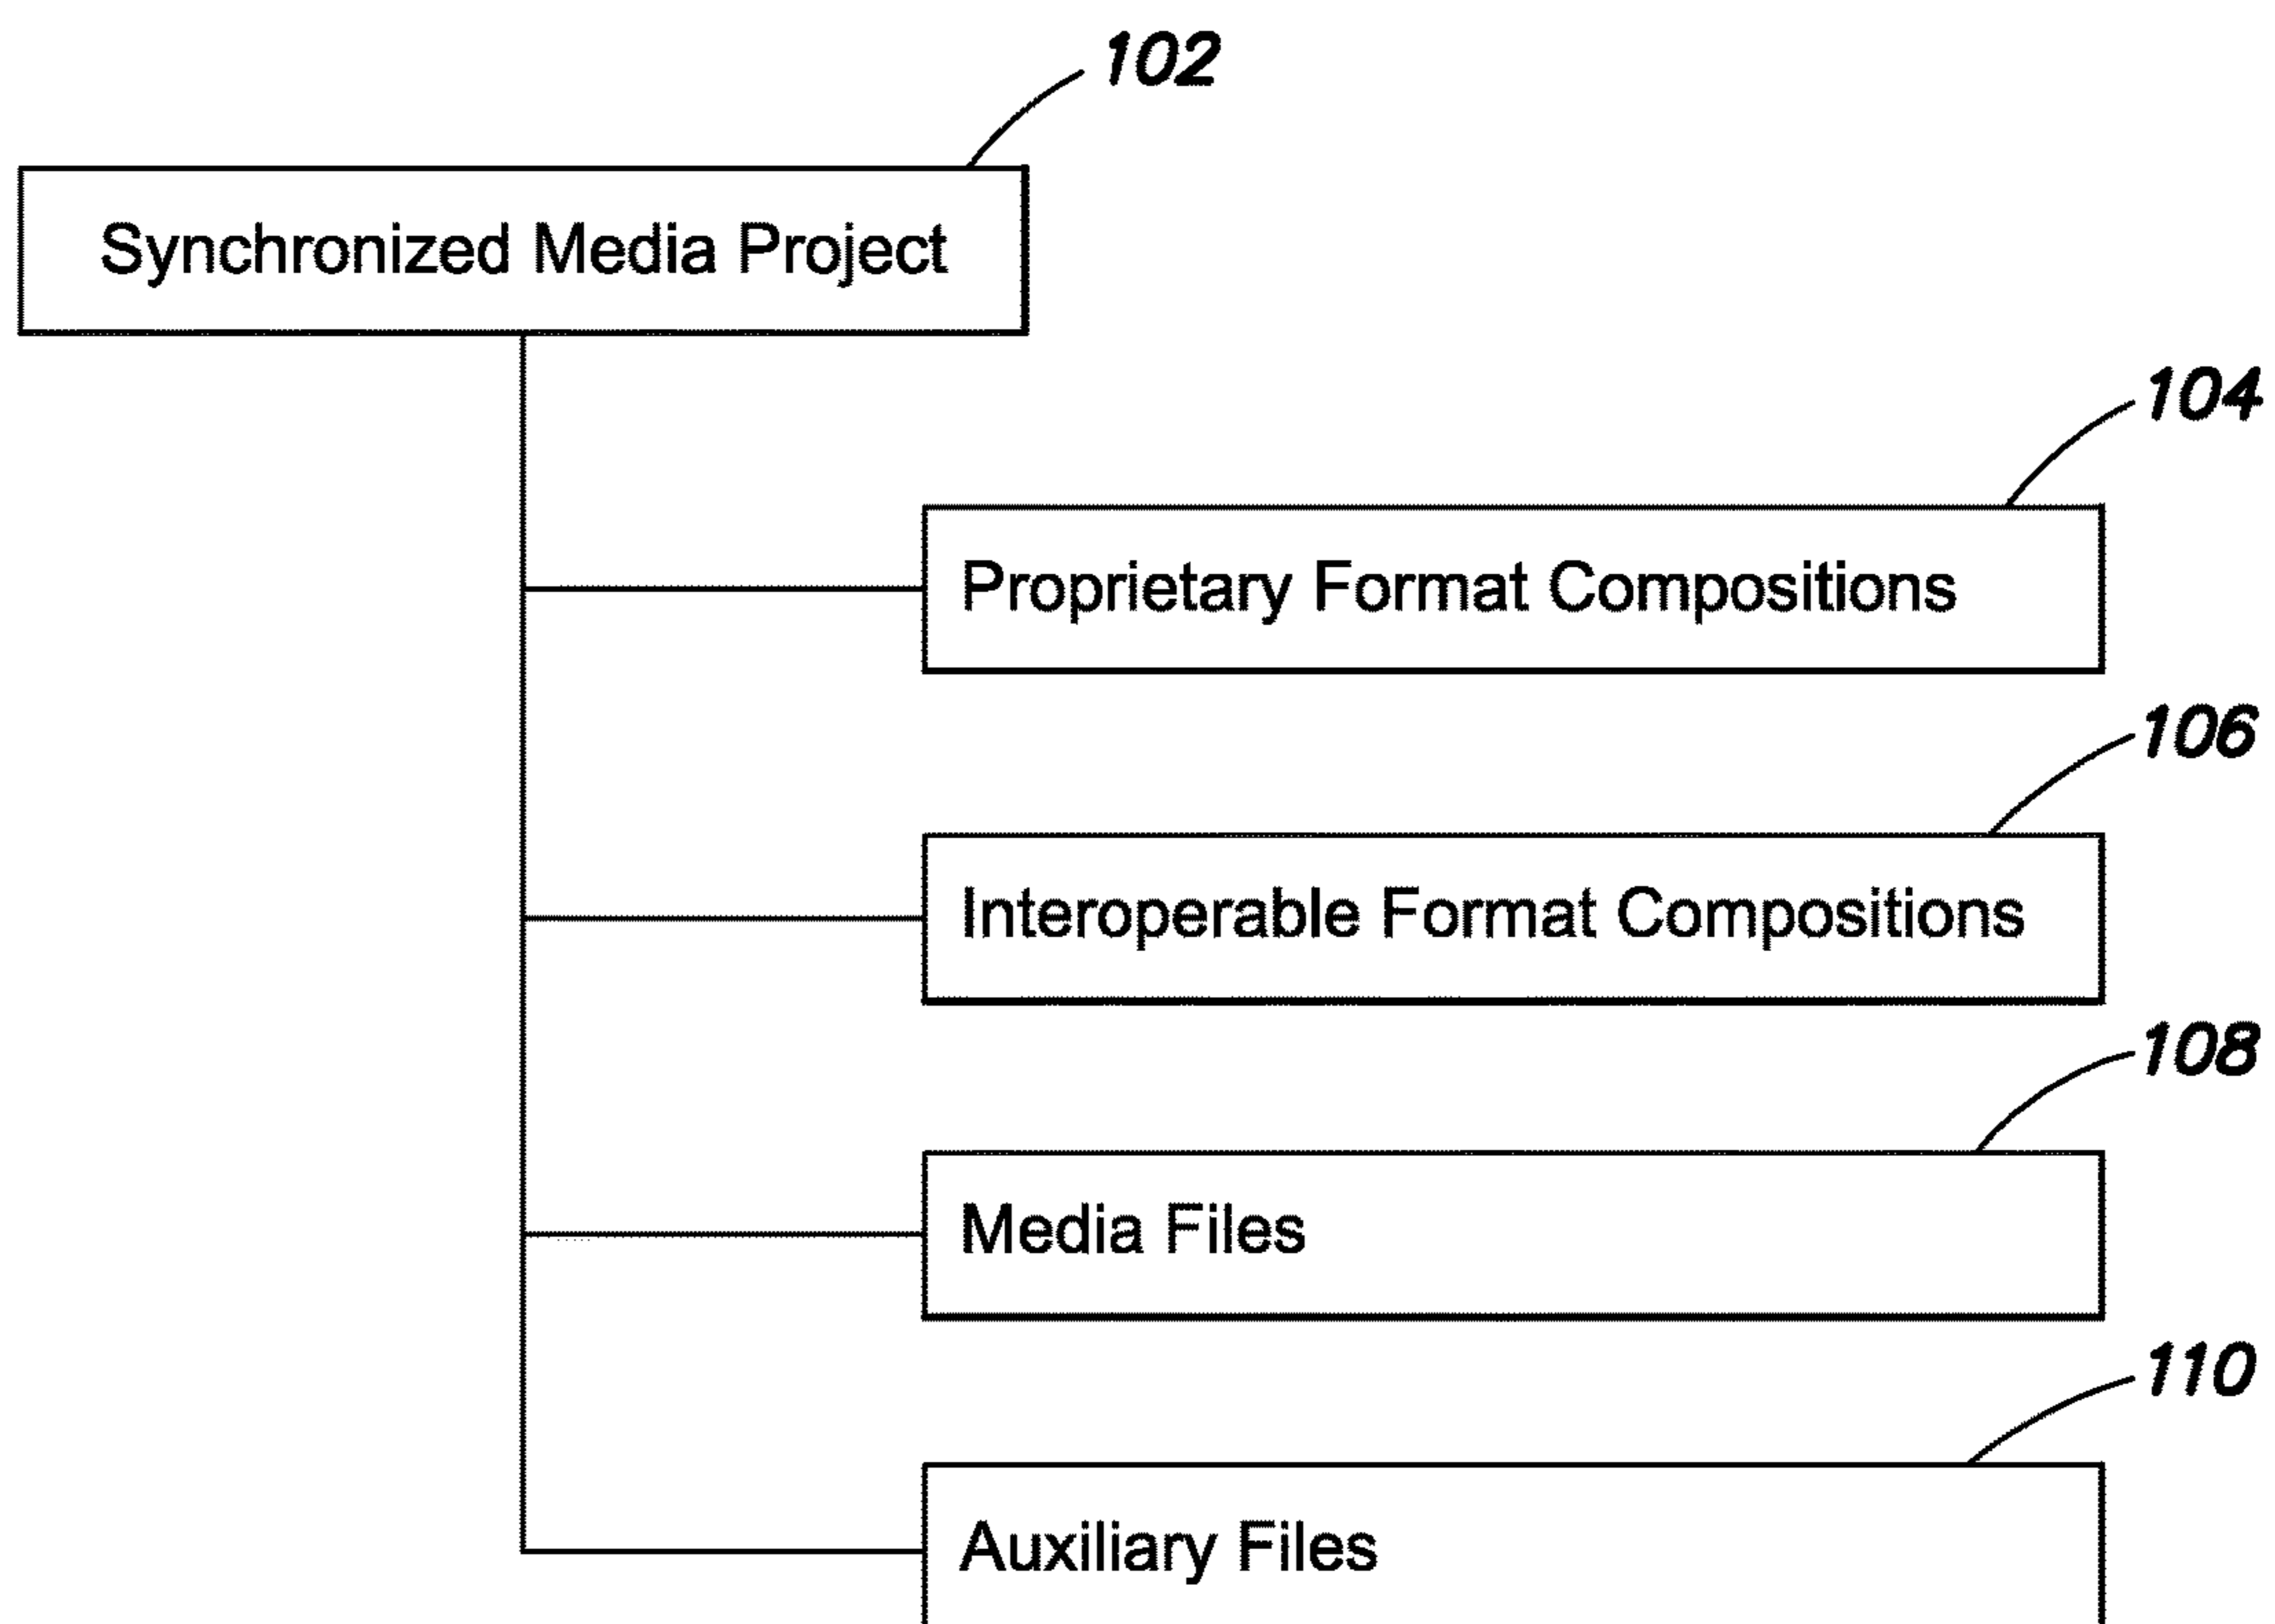 102
Synchronized Media Project
104
Proprietary Format Compositions
106
Interoperable Format Compositions
108
Media Files
110
Auxiliary Files